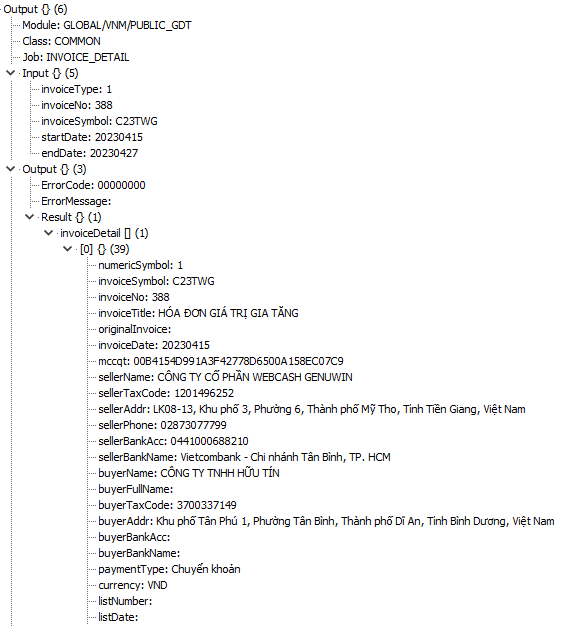 Output {} (6)
Module: GLOBAL/VNM/PUBLIC_GDT
Class: COMMON
Job: INVOICE_DETAIL
Input {} (5)
invoiceType: 1
invoiceNo: 388
invoiceSymbol: C23TWG
startDate: 20230415
endDate: 20230427
Output {} (3)
ErrorCode: 00000000
ErrorMessage:
Result {} (1)
invoiceDetail [] (1)
[0] {} (39)
numericSymbol: 1
invoiceSymbol: C23TWG
invoiceNo: 388
invoiceTitle: HÓA ĐƠN GIÁ TRỊ GIA TĂNG
originalInvoice:
invoiceDate: 20230415
mccqt: 00B4154D991A3F42778D6500A158EC07C9
sellerName: CÔNG TY CỔ PHẦN WEBCASH GENUWIN
sellerTaxCode: 1201496252
sellerAddr: LK08-13, Khu phố 3, Phường 6, Thành phố Mỹ Tho, Tỉnh Tiền Giang, Việt Nam
sellerPhone: 02873077799
sellerBankAcc: 0441000688210
sellerBankName: Vietcombank - Chi nhánh Tân Bình, TP. HCM
buyerName: CÔNG TY TNHH HỮU TÍN
buyerFullName:
buyerTaxCode: 3700337149
buyerAddr: Khu phố Tân Phú 1, Phường Tân Bình, Thành phố Dĩ An, Tỉnh Bình Dương, Việt Nam
buyerBankAcc:
buyerBankName:
paymentType: Chuyển khoản
currency: VND
listNumber:
listDate: